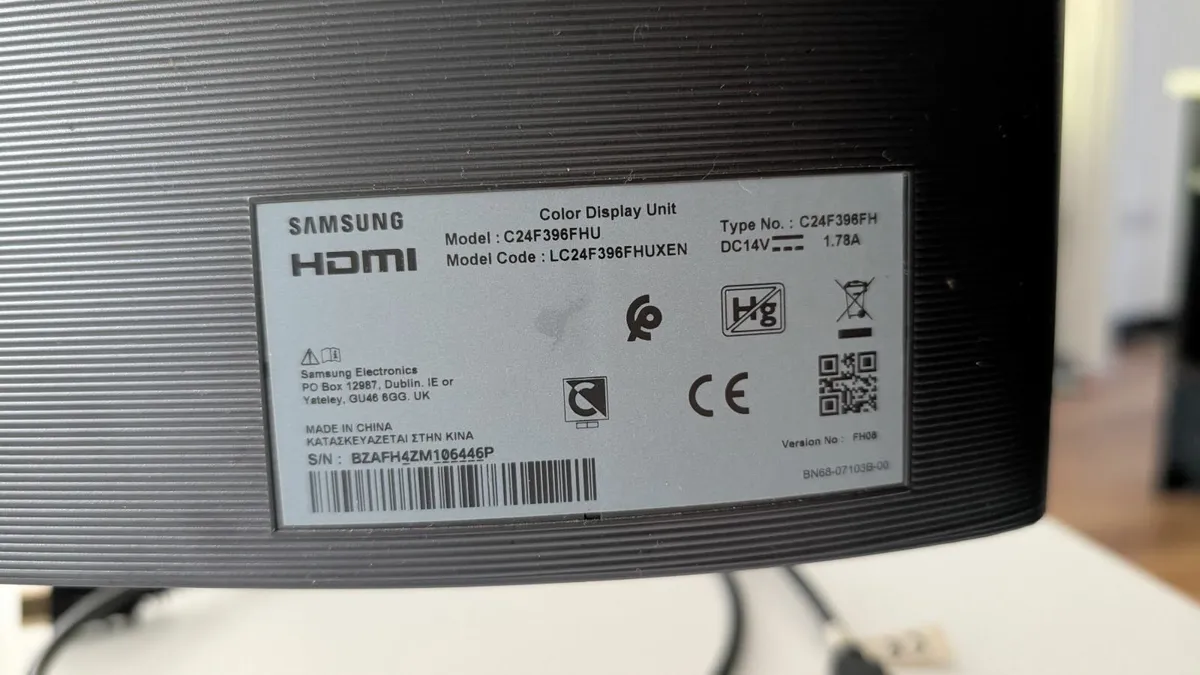 SAMSUNG
HDMI
Color Display Unit
Model : C24F396FHU
Model Code : LC24F396FHUXEN
Type No. : C24F396FH
DC14V 1.78A
Hg
Samsung Electronics
PO Box 12987, Dublin. IE or
Yateley, GU46 6GG. UK
CE
MADE IN CHINA
ΚΑΤΑΣΚΕΥΑΖΕΤΑΙ ΣΤΗΝ ΚΙΝΑ
S/N : BZAFH4ZM106446P
Version No : FH08
BN68-07103B-00